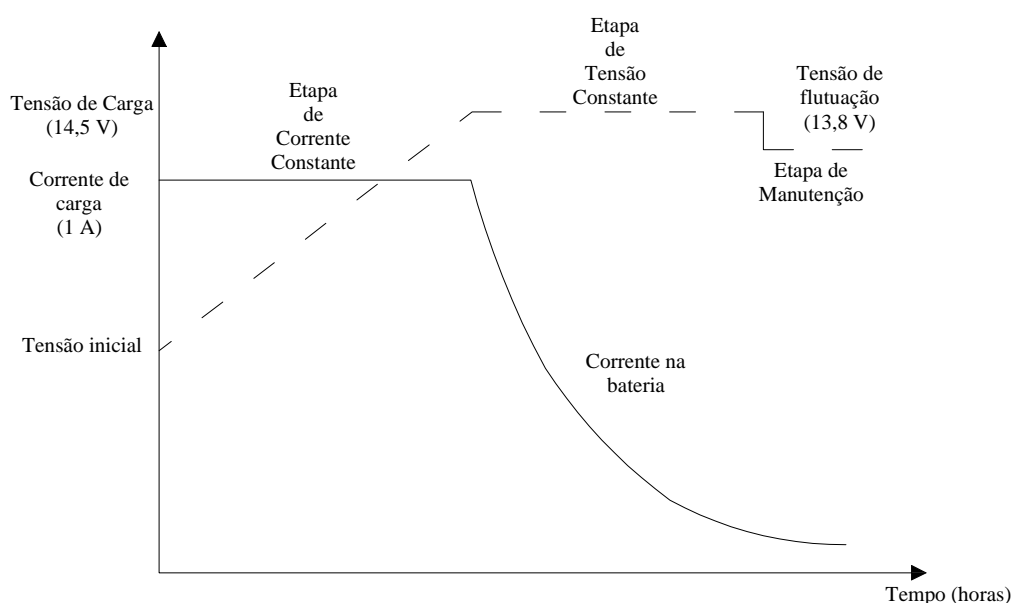 Etapa
de
Tensão
Constante
Tensão de
flutuação
(13,8 V)
Tensão de Carga
(14,5 V)
Etapa
de
Corrente
Constante
Etapa de
Manutenção
Corrente de
carga
(1 A)
Tensão inicial
Corrente na
bateria
Tempo (horas)